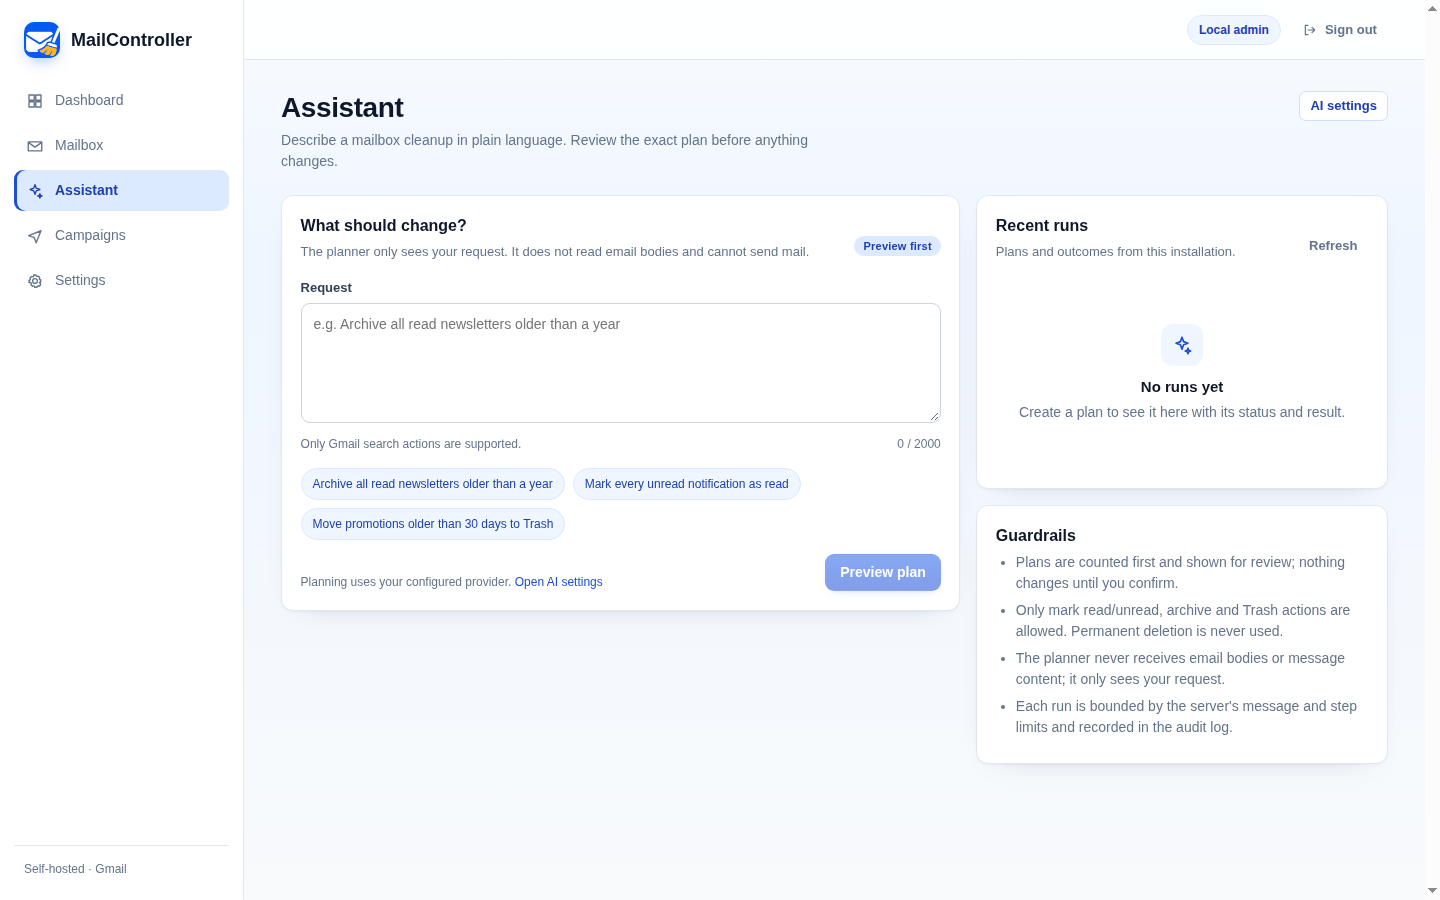 MailController
Dashboard
Mailbox
Assistant
Campaigns
Settings
Self-hosted · Gmail
Local admin
Sign out
Assistant
Describe a mailbox cleanup in plain language. Review the exact plan before anything
changes.
AI settings
What should change?
The planner only sees your request. It does not read email bodies and cannot send mail.
Preview first
Request
e.g. Archive all read newsletters older than a year
Only Gmail search actions are supported.
0 / 2000
Archive all read newsletters older than a year
Mark every unread notification as read
Move promotions older than 30 days to Trash
Planning uses your configured provider. Open AI settings
Preview plan
Recent runs
Plans and outcomes from this installation.
Refresh
No runs yet
Create a plan to see it here with its status and result.
Guardrails
• Plans are counted first and shown for review; nothing
changes until you confirm.
• Only mark read/unread, archive and Trash actions are
allowed. Permanent deletion is never used.
• The planner never receives email bodies or message
content; it only sees your request.
• Each run is bounded by the server's message and step
limits and recorded in the audit log.